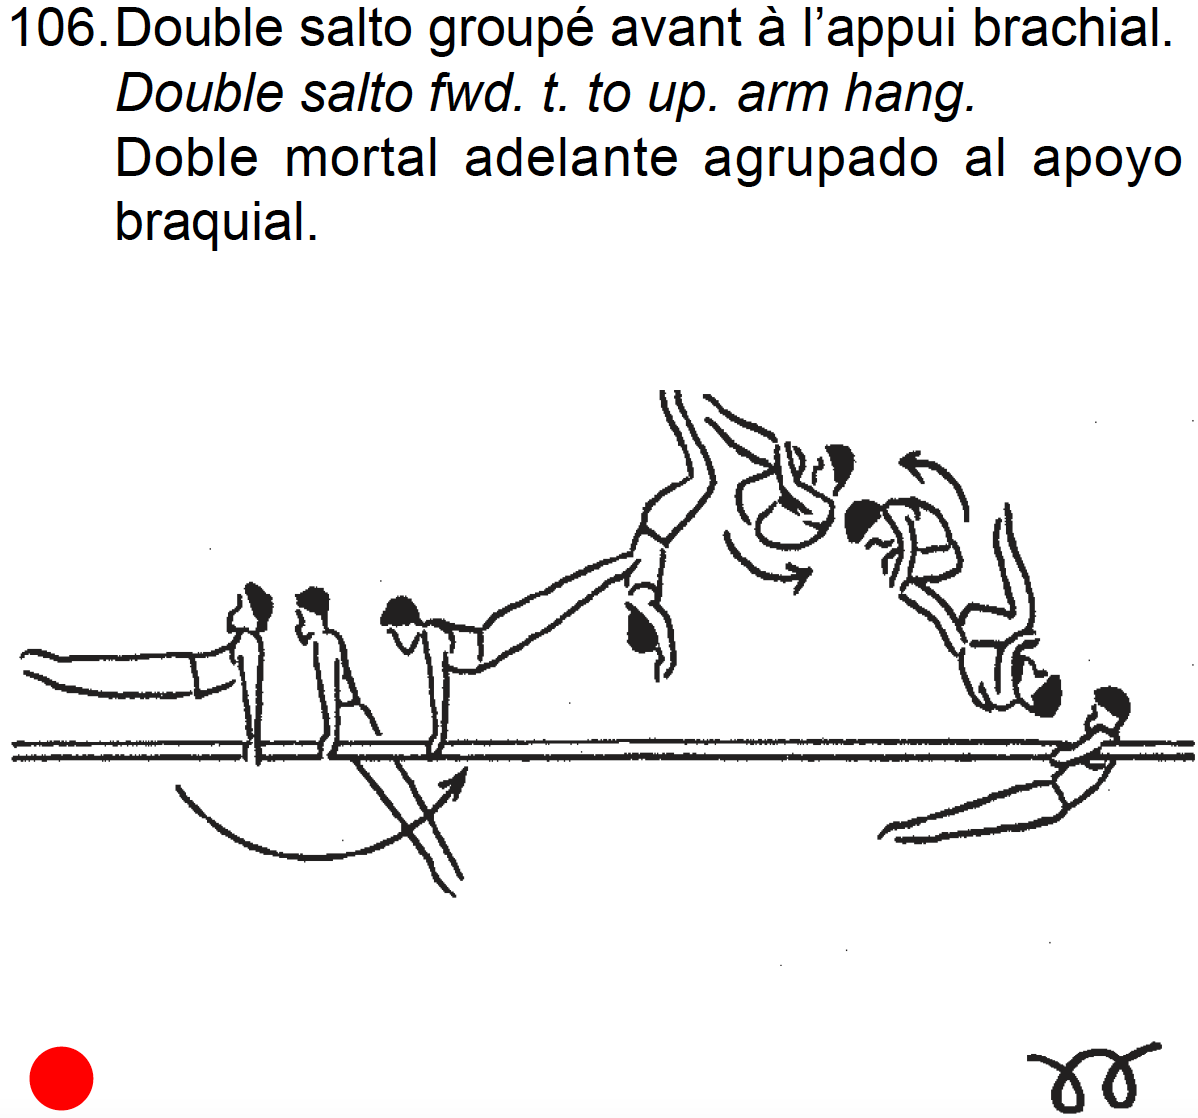 106. Double salto groupé avant à l’appui brachial.
Double salto fwd. t. to up. arm hang.
Doble mortal adelante agrupado al apoyo
braquial.